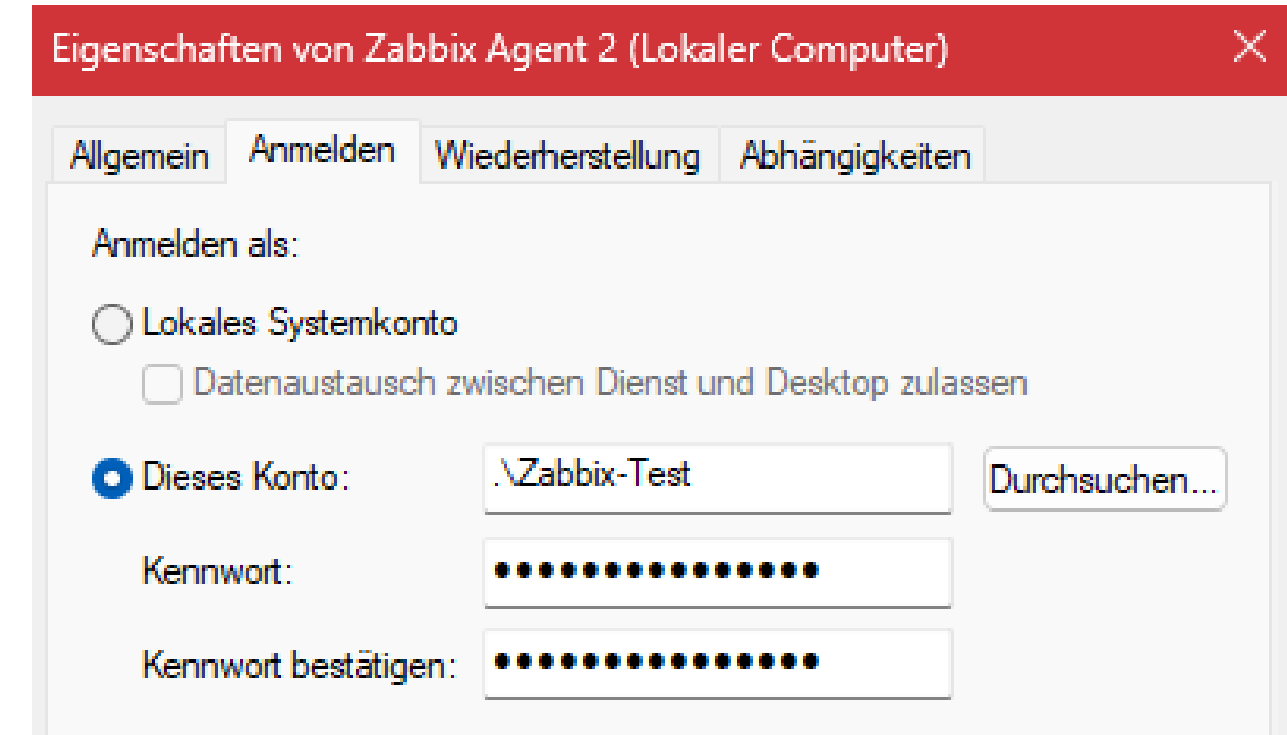 Eigenschaften von Zabbix Agent 2 (Lokaler Computer)
Allgemein Anmelden Wiederherstellung Abhängigkeiten
Anmelden als:
Lokales Systemkonto
Datenaustausch zwischen Dienst und Desktop zulassen
Dieses Konto: .\Zabbix-Test Durchsuchen...
Kennwort: •••••••••••••••
Kennwort bestätigen: •••••••••••••••